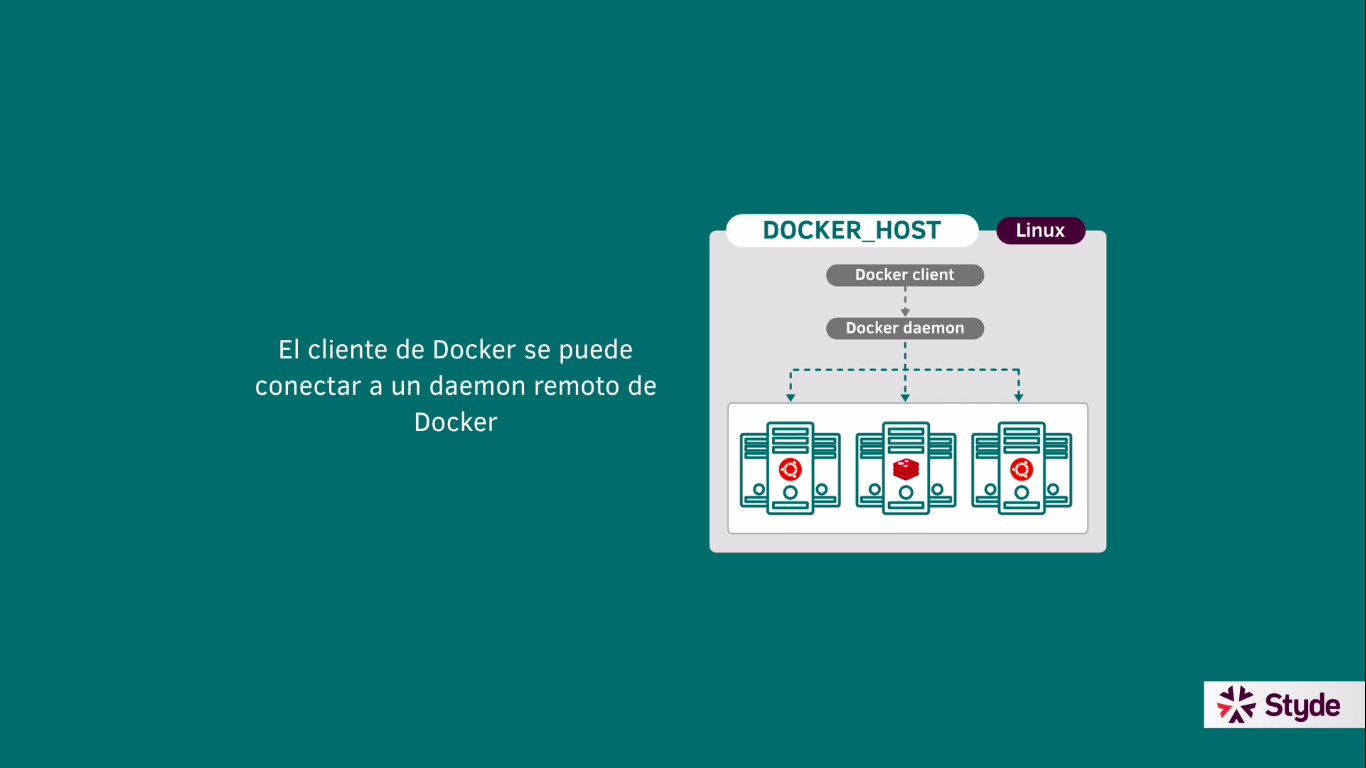 El cliente de Docker se puede
conectar a un daemon remoto de
Docker
DOCKER_HOST
Linux
Docker client
Docker daemon
Styde